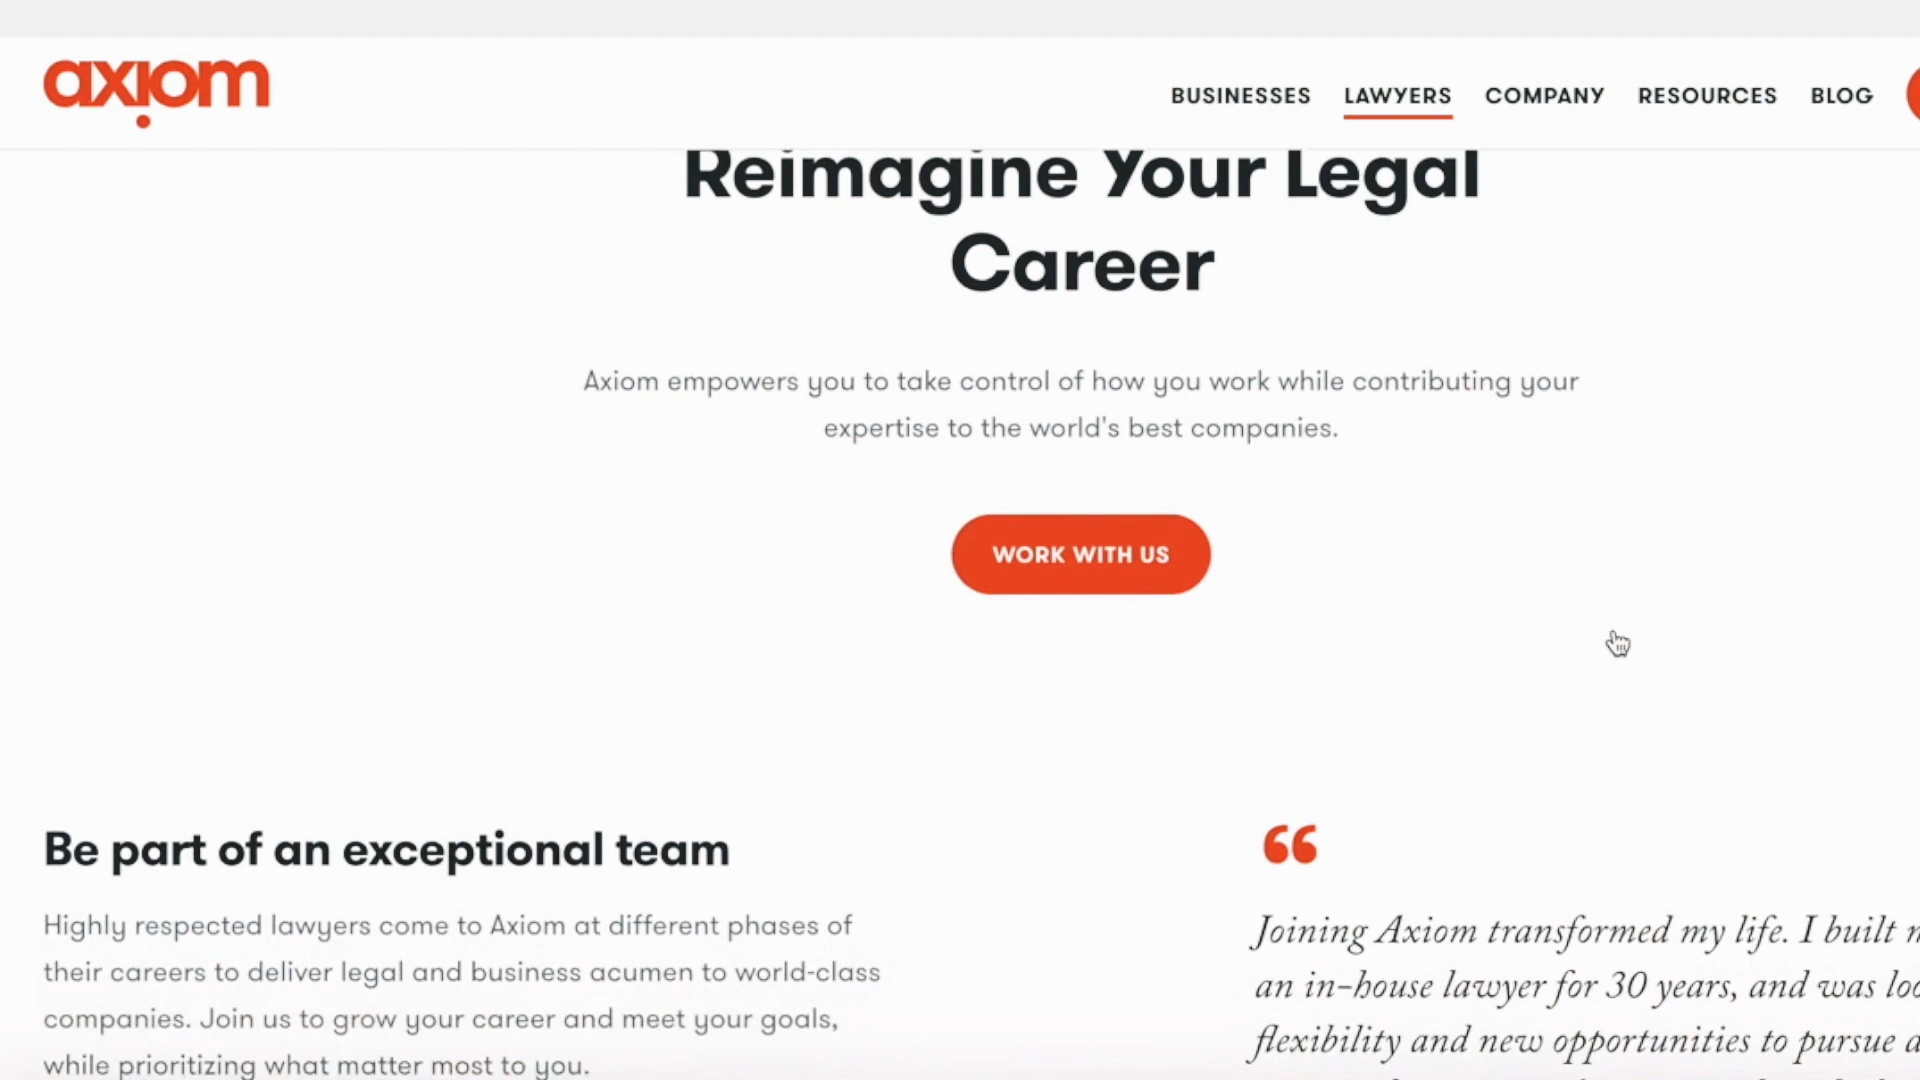 axiom
BUSINESSES LAWYERS COMPANY RESOURCES BLOG
Reimagine Your Legal
Career
Axiom empowers you to take control of how you work while contributing your
expertise to the world's best companies.
WORK WITH US
Be part of an exceptional team
Highly respected lawyers come to Axiom at different phases of
their careers to deliver legal and business acumen to world-class
companies. Join us to grow your career and meet your goals,
while prioritizing what matter most to you.
“
Joining Axiom transformed my life. I built
an in-house lawyer for 30 years, and was
flexibility and new opportunities to pursue